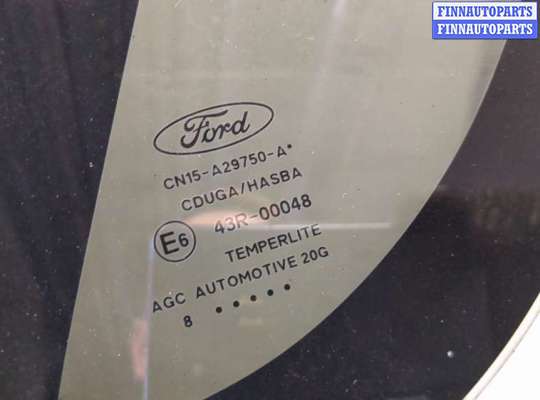 FINNAUTOPARTS
FINNAUTOPARTS
Ford
CN15-A29750-A*
CDUGA/HASBA
E6 43R-00048
TEMPERLITE
AGC AUTOMOTIVE 20G
8 •••••